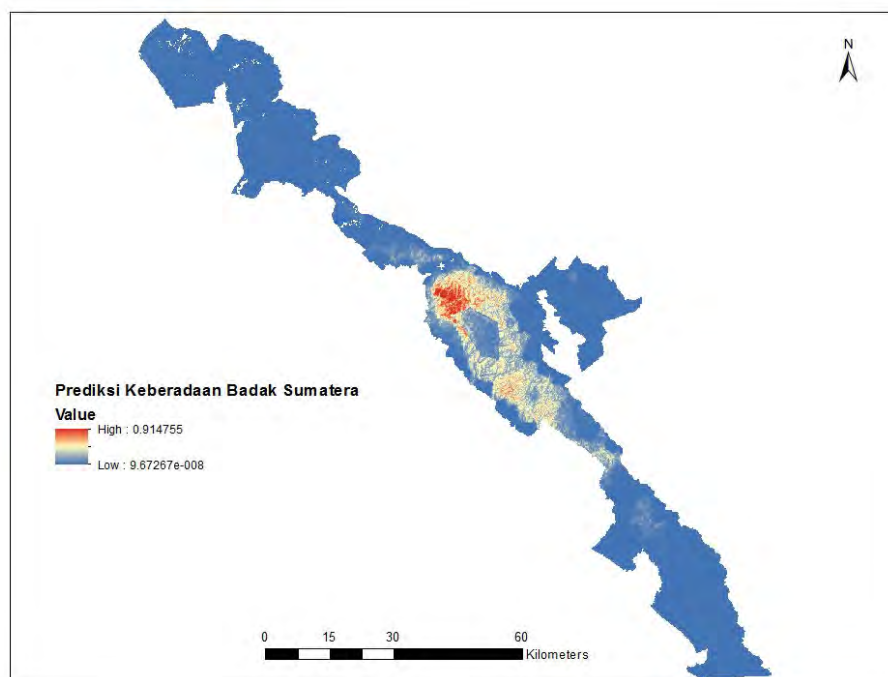 N
Prediksi Keberadaan Badak Sumatera
Value
High : 0.914755
Low : 9.67267e-008
0 15 30 60
Kilometers